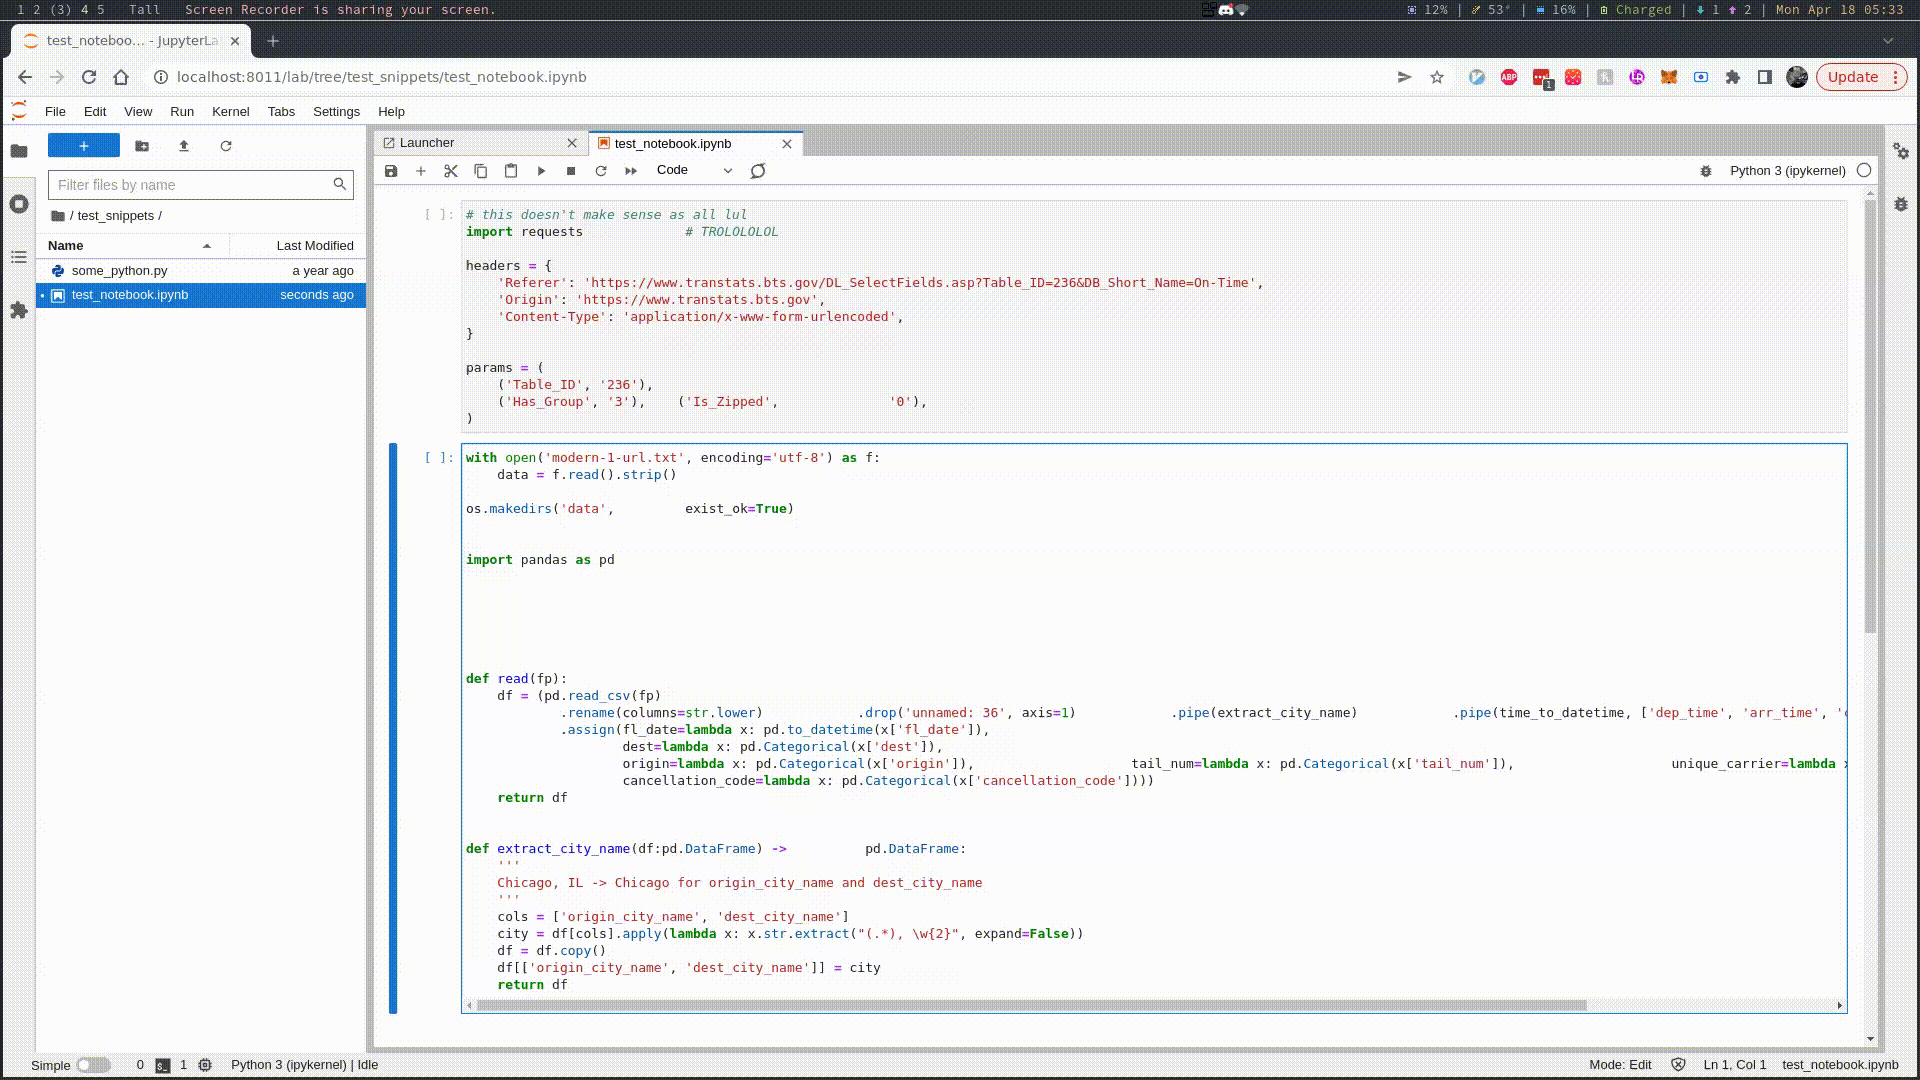 1 2 (3) 4 5 Tall Screen Recorder is sharing your screen. 12% | 53° | 16% | Charged | 1 2 | Mon Apr 18 05:33
test_noteboo… - JupyterLa
localhost:8011/lab/tree/test_snippets/test_notebook.ipynb ABP 1 Update
File Edit View Run Kernel Tabs Settings Help
Launcher test_notebook.ipynb
Code Python 3 (ipykernel)
Filter files by name
/ test_snippets /
Name Last Modified
some_python.py a year ago
test_notebook.ipynb seconds ago
[ ]: # this doesn't make sense as all lul
import requests             # TROLOLOLOL
headers = {
    'Referer': 'https://www.transtats.bts.gov/DL_SelectFields.asp?Table_ID=236&DB_Short_Name=On-Time',
    'Origin': 'https://www.transtats.bts.gov',
    'Content-Type': 'application/x-www-form-urlencoded',
}
params = (
    ('Table_ID', '236'),
    ('Has_Group', '3'),    ('Is_Zipped',              '0'),
)
[ ]: with open('modern-1-url.txt', encoding='utf-8') as f:
    data = f.read().strip()
os.makedirs('data',         exist_ok=True)
import pandas as pd
def read(fp):
    df = (pd.read_csv(fp)
            .rename(columns=str.lower)            .drop('unnamed: 36', axis=1)            .pipe(extract_city_name)            .pipe(time_to_datetime, ['dep_time', 'arr_time', '
            .assign(fl_date=lambda x: pd.to_datetime(x['fl_date']),
                    dest=lambda x: pd.Categorical(x['dest']),
                    origin=lambda x: pd.Categorical(x['origin']),                    tail_num=lambda x: pd.Categorical(x['tail_num']),                    unique_carrier=lambda
                    cancellation_code=lambda x: pd.Categorical(x['cancellation_code'])))
    return df
def extract_city_name(df:pd.DataFrame) ->          pd.DataFrame:
    '''
    Chicago, IL -> Chicago for origin_city_name and dest_city_name
    '''
    cols = ['origin_city_name', 'dest_city_name']
    city = df[cols].apply(lambda x: x.str.extract("(.*), \w{2}", expand=False))
    df = df.copy()
    df[['origin_city_name', 'dest_city_name']] = city
    return df
Simple 0 1 Python 3 (ipykernel) | Idle Mode: Edit Ln 1, Col 1 test_notebook.ipynb